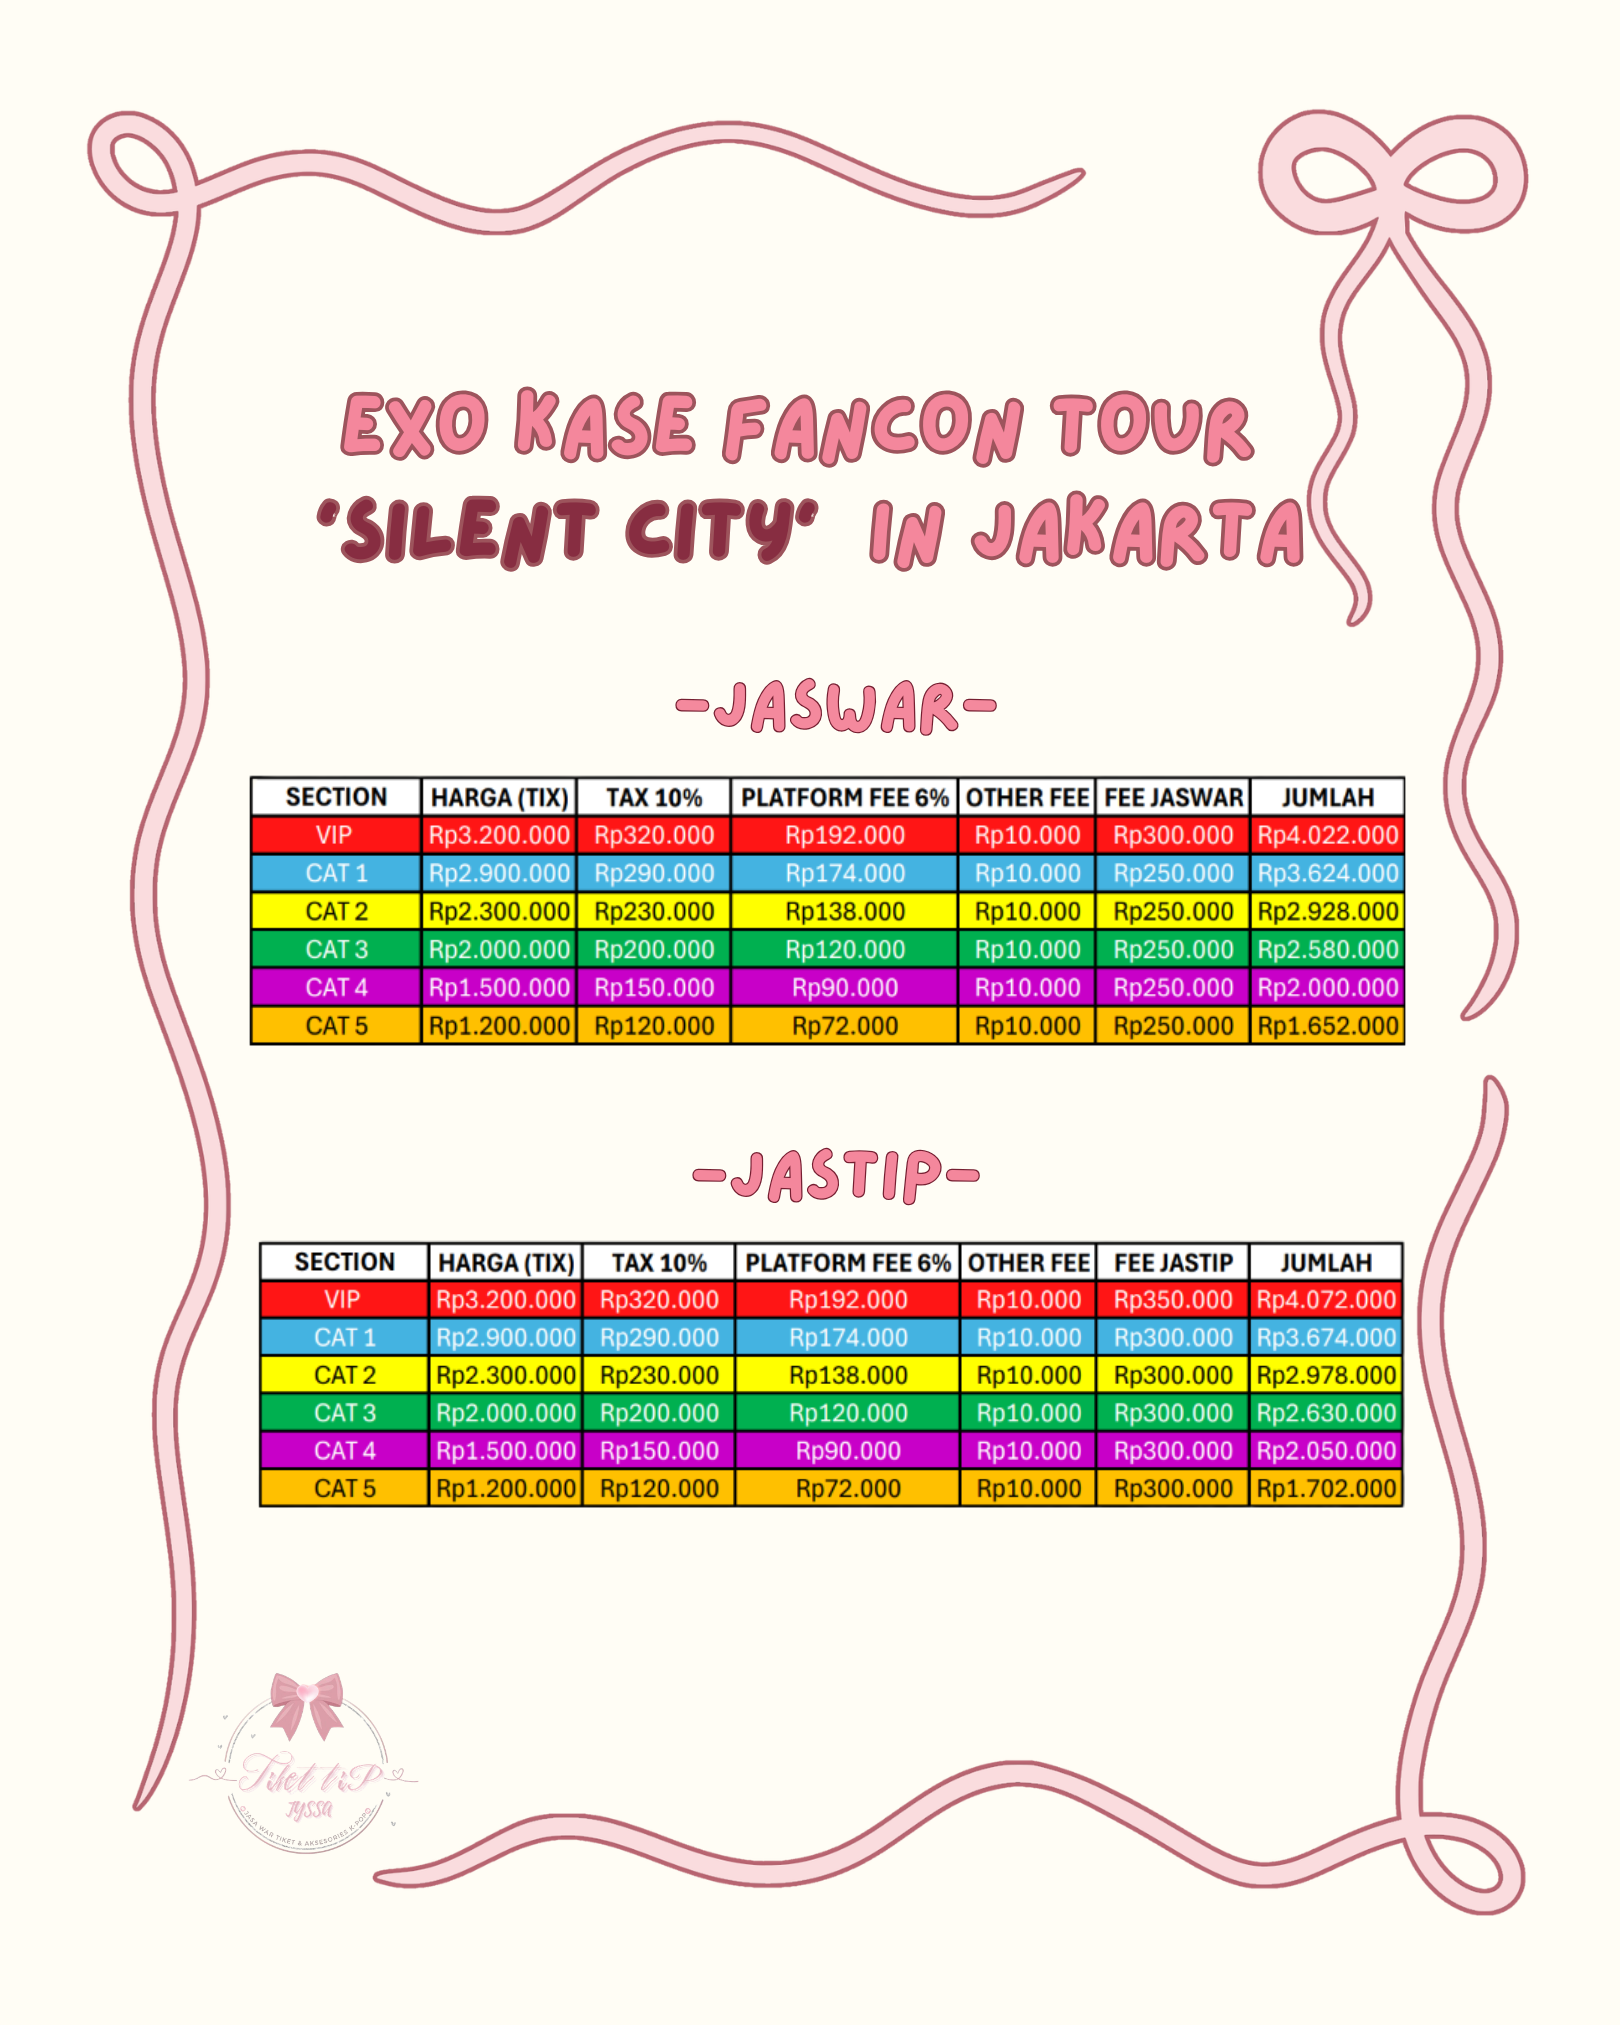 EXO KASE FANCON TOUR
'SILENT CITY' IN JAKARTA
-JASWAR-
SECTION HARGA (TIX) TAX 10% PLATFORM FEE 6% OTHER FEE FEE JASWAR JUMLAH
VIP Rp3.200.000 Rp320.000 Rp192.000 Rp10.000 Rp300.000 Rp4.022.000
CAT 1 Rp2.900.000 Rp290.000 Rp174.000 Rp10.000 Rp250.000 Rp3.624.000
CAT 2 Rp2.300.000 Rp230.000 Rp138.000 Rp10.000 Rp250.000 Rp2.928.000
CAT 3 Rp2.000.000 Rp200.000 Rp120.000 Rp10.000 Rp250.000 Rp2.580.000
CAT 4 Rp1.500.000 Rp150.000 Rp90.000 Rp10.000 Rp250.000 Rp2.000.000
CAT 5 Rp1.200.000 Rp120.000 Rp72.000 Rp10.000 Rp250.000 Rp1.652.000
-JASTIP-
SECTION HARGA (TIX) TAX 10% PLATFORM FEE 6% OTHER FEE FEE JASTIP JUMLAH
VIP Rp3.200.000 Rp320.000 Rp192.000 Rp10.000 Rp350.000 Rp4.072.000
CAT 1 Rp2.900.000 Rp290.000 Rp174.000 Rp10.000 Rp300.000 Rp3.674.000
CAT 2 Rp2.300.000 Rp230.000 Rp138.000 Rp10.000 Rp300.000 Rp2.978.000
CAT 3 Rp2.000.000 Rp200.000 Rp120.000 Rp10.000 Rp300.000 Rp2.630.000
CAT 4 Rp1.500.000 Rp150.000 Rp90.000 Rp10.000 Rp300.000 Rp2.050.000
CAT 5 Rp1.200.000 Rp120.000 Rp72.000 Rp10.000 Rp300.000 Rp1.702.000
Tiket tiP
JYSSA
JASA WAR TIKET & AKSESORIES K-POP